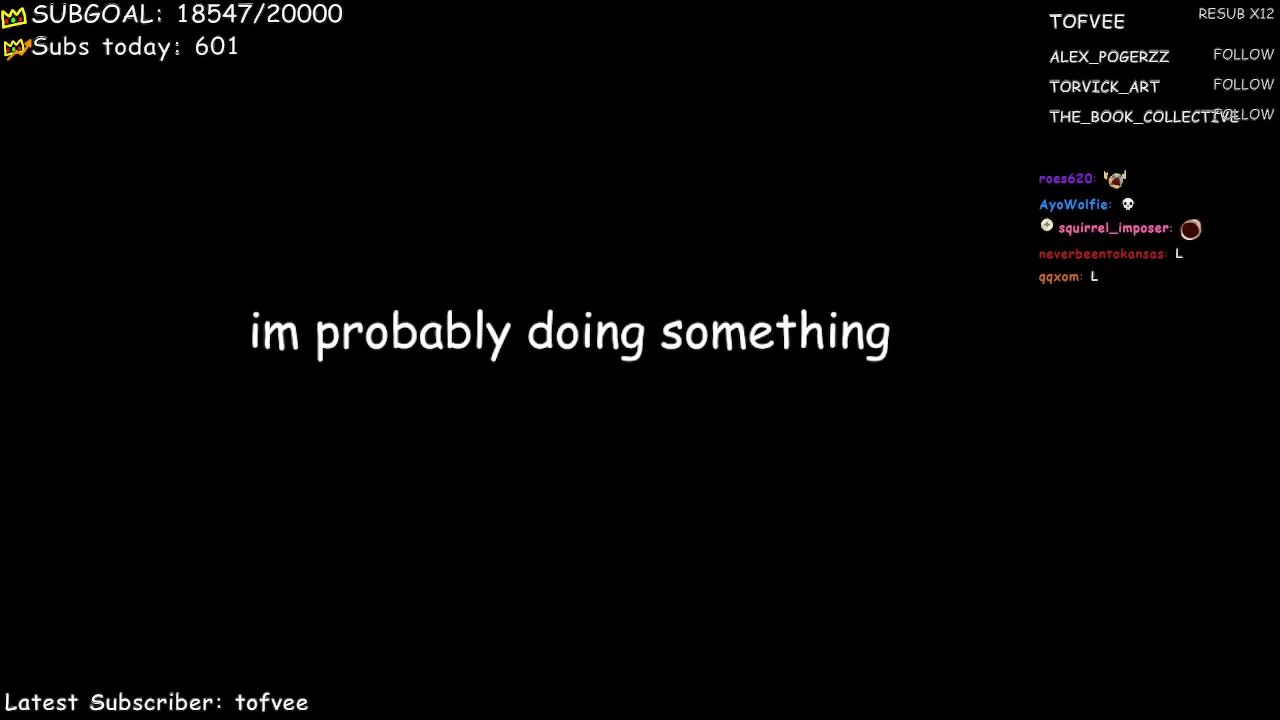 SUBGOAL: 18547/20000
Subs today: 601
TOFVEE RESUB X12
ALEX_POGERZZ FOLLOW
TORVICK_ART FOLLOW
THE_BOOK_COLLECTIVE FOLLOW
roes620:
AyoWolfie:
squirrel_imposer:
neverbeentokansas: L
qqxom: L
im probably doing something
Latest Subscriber: tofvee